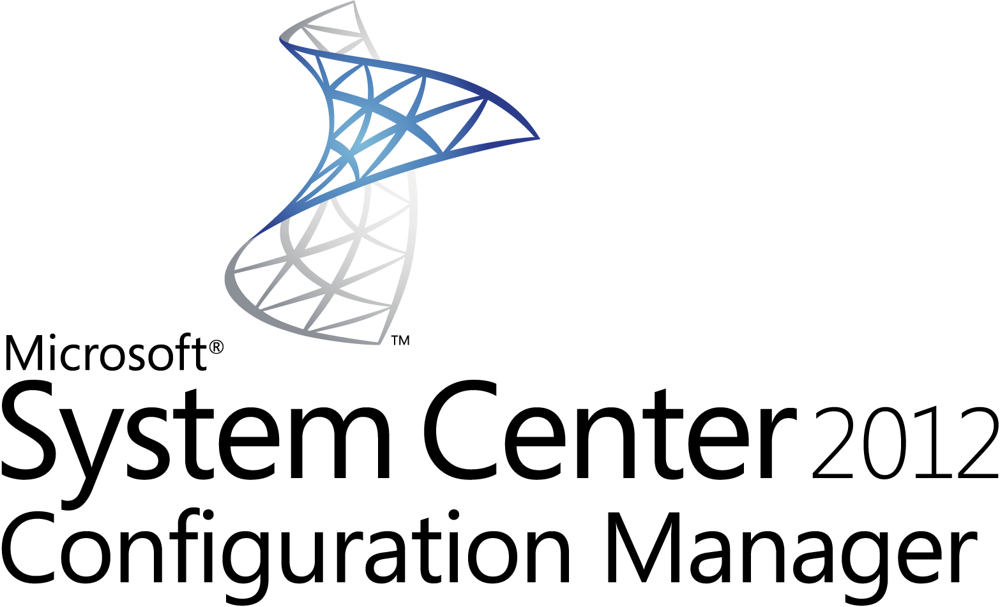 ™
Microsoft®
System Center 2012
Configuration Manager